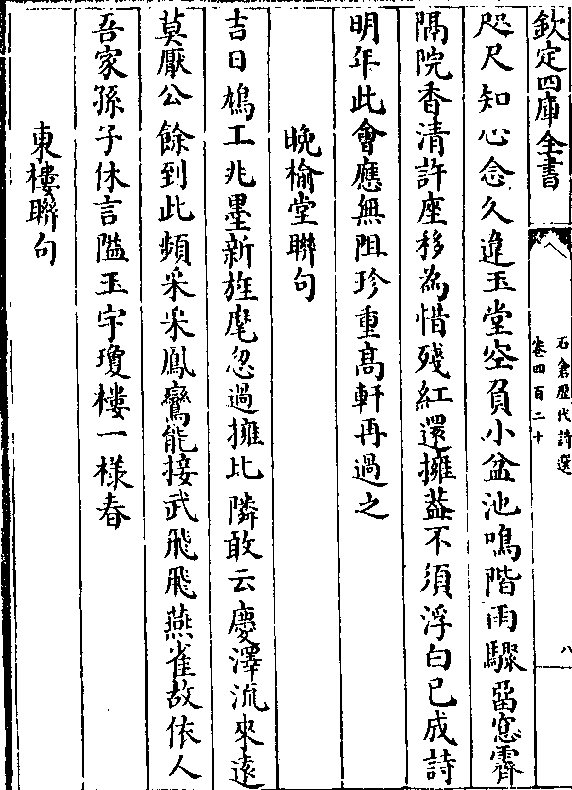 欽定四庫全書
石倉歷代詩選
卷四百二十
八
咫尺知心念久違玉堂空負小盆池鳴階雨驟留窓霽
隔院香清許座移為惜殘紅還擁葢不須浮白已成詩
明年此會應無阻珍重髙軒再過之
晚榆堂聯句
吉日鳩工兆墨新旌麾忽過擁比隣敢云慶澤流來遠
莫厭公餘到此頻采采鳳鸞能接武飛飛燕雀故依人
吾家孫子休言隘玉宇瓊樓一様春
東樓聯句